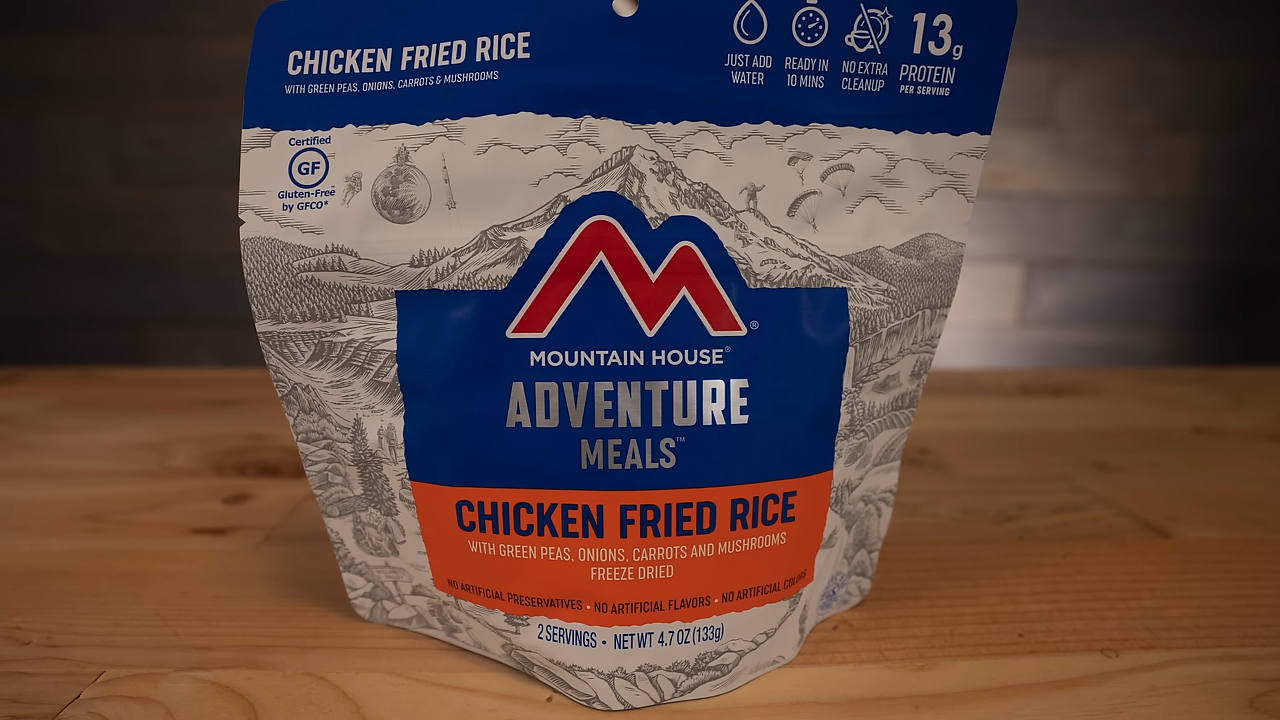 CHICKEN FRIED RICE
WITH GREEN PEAS, ONIONS, CARROTS & MUSHROOMS
JUST ADD
WATER
READY IN
10 MINS
NO EXTRA
CLEANUP
13g
PROTEIN
PER SERVING
Certified
GF
Gluten-Free
by GFCO*
MOUNTAIN HOUSE®
ADVENTURE
MEALS™
CHICKEN FRIED RICE
WITH GREEN PEAS, ONIONS, CARROTS AND MUSHROOMS
FREEZE DRIED
NO ARTIFICIAL PRESERVATIVES • NO ARTIFICIAL FLAVORS • NO ARTIFICIAL COLORS
2 SERVINGS • NET WT 4.7 OZ (133g)